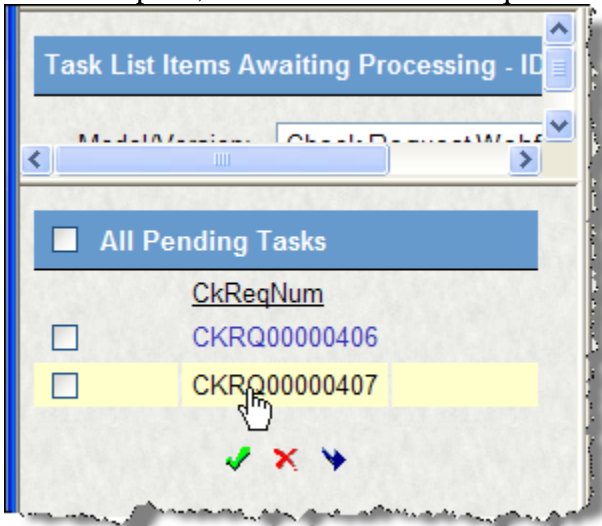 Task List Items Awaiting Processing - ID
All Pending Tasks
CkReqNum
CKRQ00000406
CKRQ00000407